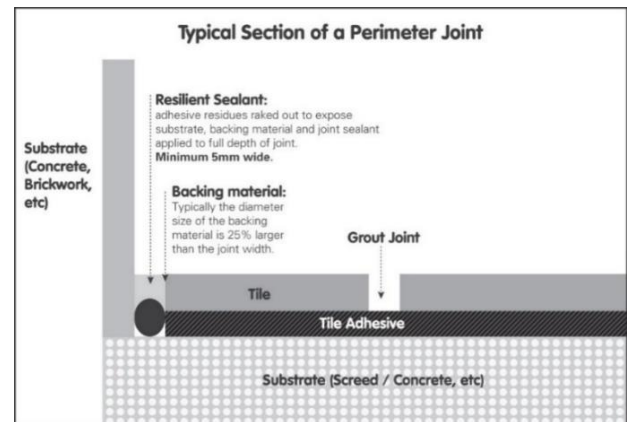 Typical Section of a Perimeter Joint
Resilient Sealant:
adhesive residues raked out to expose
substrate, backing material and joint sealant
applied to full depth of joint.
Minimum 5mm wide.
Substrate
(Concrete,
Brickwork,
etc)
Backing material:
Typically the diameter
size of the backing
material is 25% larger
than the joint width.
Grout Joint
Tile
Tile Adhesive
Substrate (Screed / Concrete, etc)